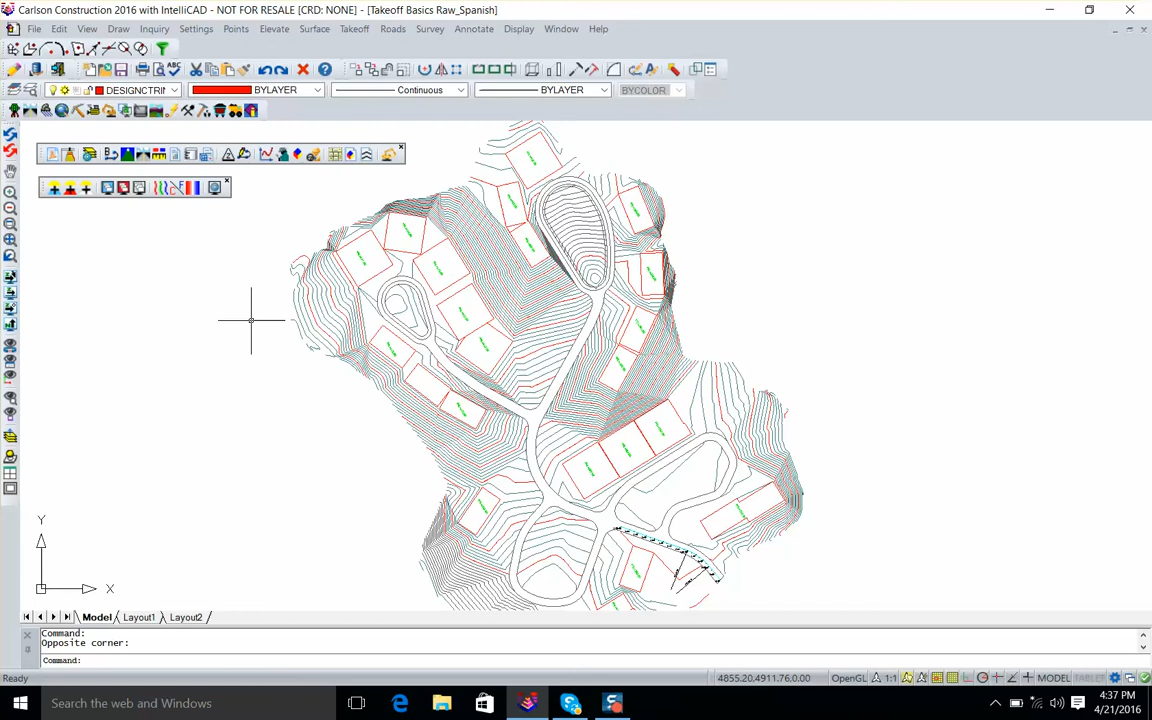 Carlson Construction 2016 with IntelliCAD - NOT FOR RESALE [CRD: NONE] - [Takeoff Basics Raw_Spanish]
File Edit View Draw Inquiry Settings Points Elevate Surface Takeoff Roads Survey Annotate Display Window Help
DESIGNCTRIN BYLAYER Continuous BYLAYER BYCOLOR
Y
X
Model Layout1 Layout2
Command:
Opposite corner:
Command:
Ready 4855.20,4911.76,0.00 OpenGL 1:1 MODEL TABLET
Search the web and Windows
4:37 PM
4/21/2016